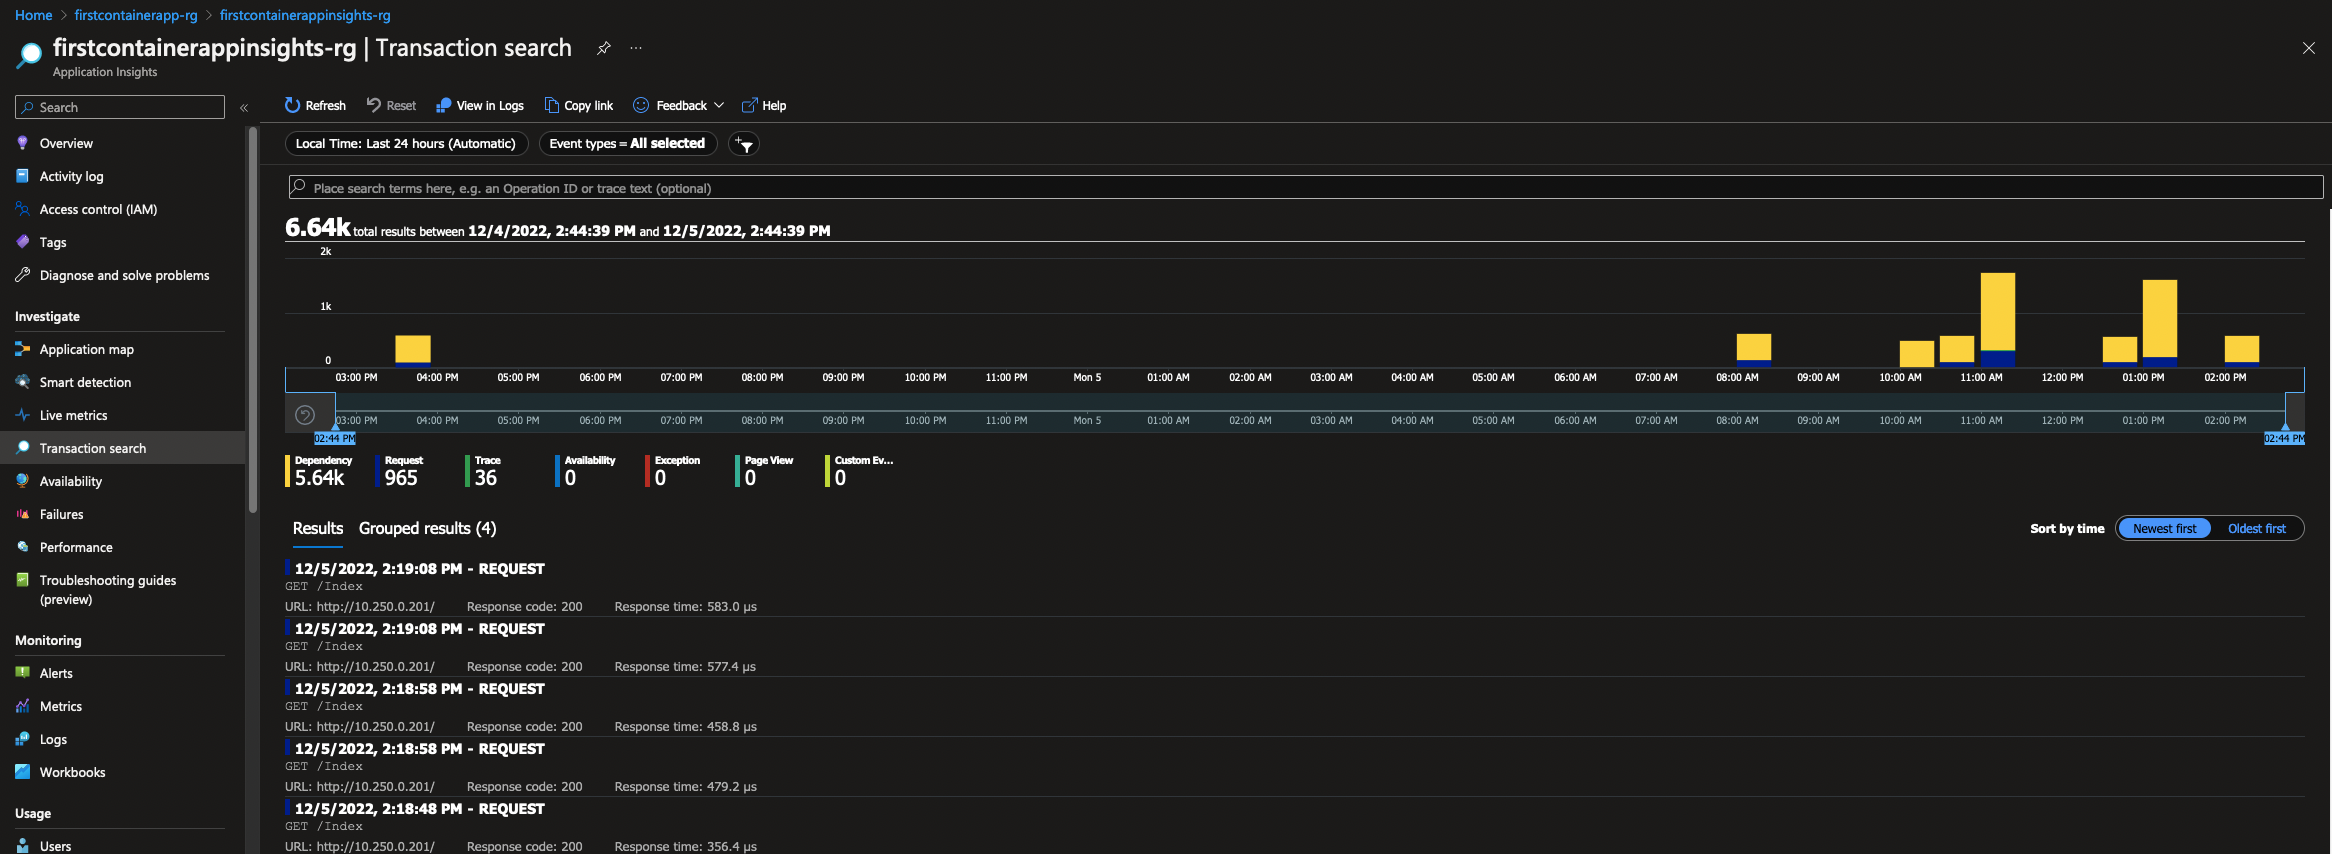 Home > firstcontainerapp-rg > firstcontainerappinsights-rg
firstcontainerappinsights-rg | Transaction search
Application Insights
Search
Overview
Activity log
Access control (IAM)
Tags
Diagnose and solve problems
Investigate
Application map
Smart detection
Live metrics
Transaction search
Availability
Failures
Performance
Troubleshooting guides
(preview)
Monitoring
Alerts
Metrics
Logs
Workbooks
Usage
Users
Refresh Reset View in Logs Copy link Feedback Help
Local Time: Last 24 hours (Automatic) Event types = All selected
Place search terms here, e.g. an Operation ID or trace text (optional)
6.64k total results between 12/4/2022, 2:44:39 PM and 12/5/2022, 2:44:39 PM
2k
1k
0
03:00 PM 04:00 PM 05:00 PM 06:00 PM 07:00 PM 08:00 PM 09:00 PM 10:00 PM 11:00 PM Mon 5 01:00 AM 02:00 AM 03:00 AM 04:00 AM 05:00 AM 06:00 AM 07:00 AM 08:00 AM 09:00 AM 10:00 AM 11:00 AM 12:00 PM 01:00 PM 02:00 PM
03:00 PM 04:00 PM 05:00 PM 06:00 PM 07:00 PM 08:00 PM 09:00 PM 10:00 PM 11:00 PM Mon 5 01:00 AM 02:00 AM 03:00 AM 04:00 AM 05:00 AM 06:00 AM 07:00 AM 08:00 AM 09:00 AM 10:00 AM 11:00 AM 12:00 PM 01:00 PM 02:00 PM
02:44 PM 02:44 PM
Dependency Request Trace Availability Exception Page View Custom Ev...
5.64k 965 36 0 0 0 0
Results Grouped results (4) Sort by time Newest first Oldest first
12/5/2022, 2:19:08 PM - REQUEST
GET /Index
URL: http://10.250.0.201/ Response code: 200 Response time: 583.0 µs
12/5/2022, 2:19:08 PM - REQUEST
GET /Index
URL: http://10.250.0.201/ Response code: 200 Response time: 577.4 µs
12/5/2022, 2:18:58 PM - REQUEST
GET /Index
URL: http://10.250.0.201/ Response code: 200 Response time: 458.8 µs
12/5/2022, 2:18:58 PM - REQUEST
GET /Index
URL: http://10.250.0.201/ Response code: 200 Response time: 479.2 µs
12/5/2022, 2:18:48 PM - REQUEST
GET /Index
URL: http://10.250.0.201/ Response code: 200 Response time: 356.4 µs